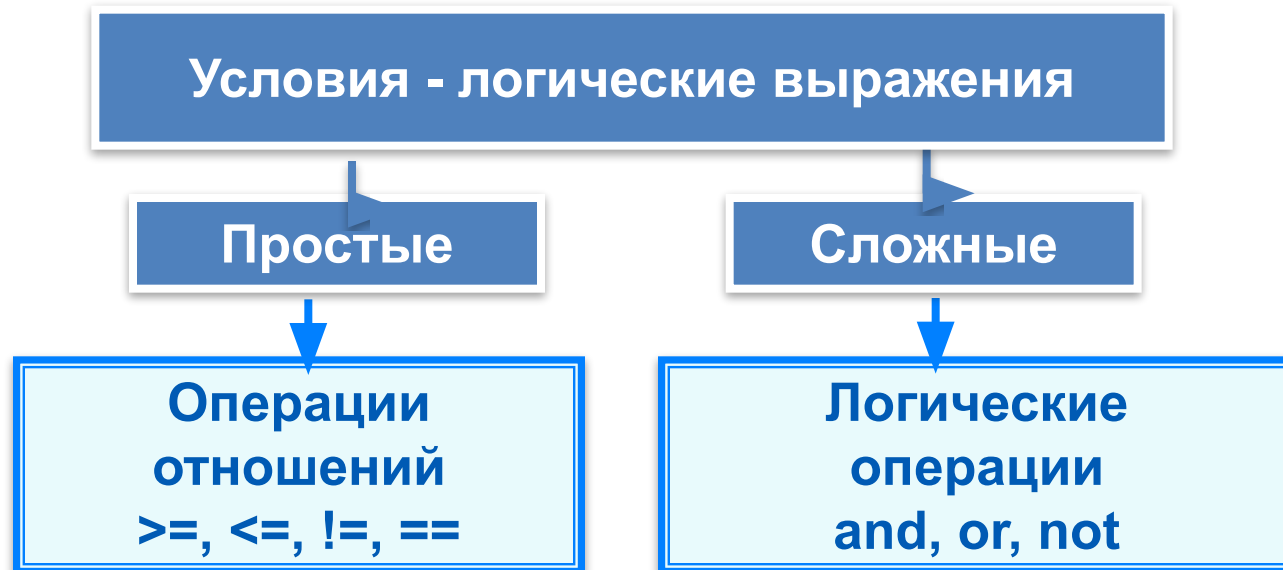 Условия - логические выражения
Простые
Сложные
Операции
отношений
>=, <=, !=, ==
Логические
операции
and, or, not